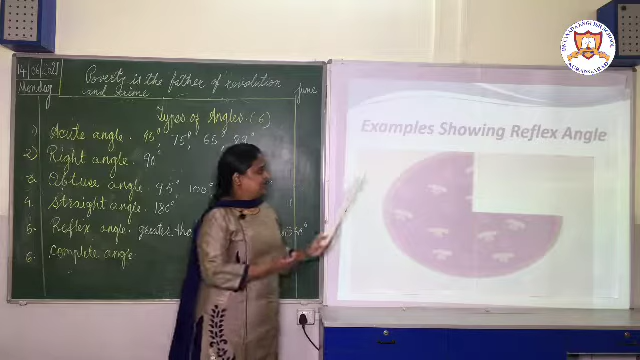 14 06 2021
Monday
Poverty is the father of revolution
and crime
June
Types of Angles. (6)
1) Acute angle. 45°, 75°, 65°, 89°
2) Right angle. 90°
3. Obtuse angle. 95°, 100°
4. Straight angle. 180°
5. Reflex angle. greater tha
6. Complete angle.
Examples Showing Reflex Angle